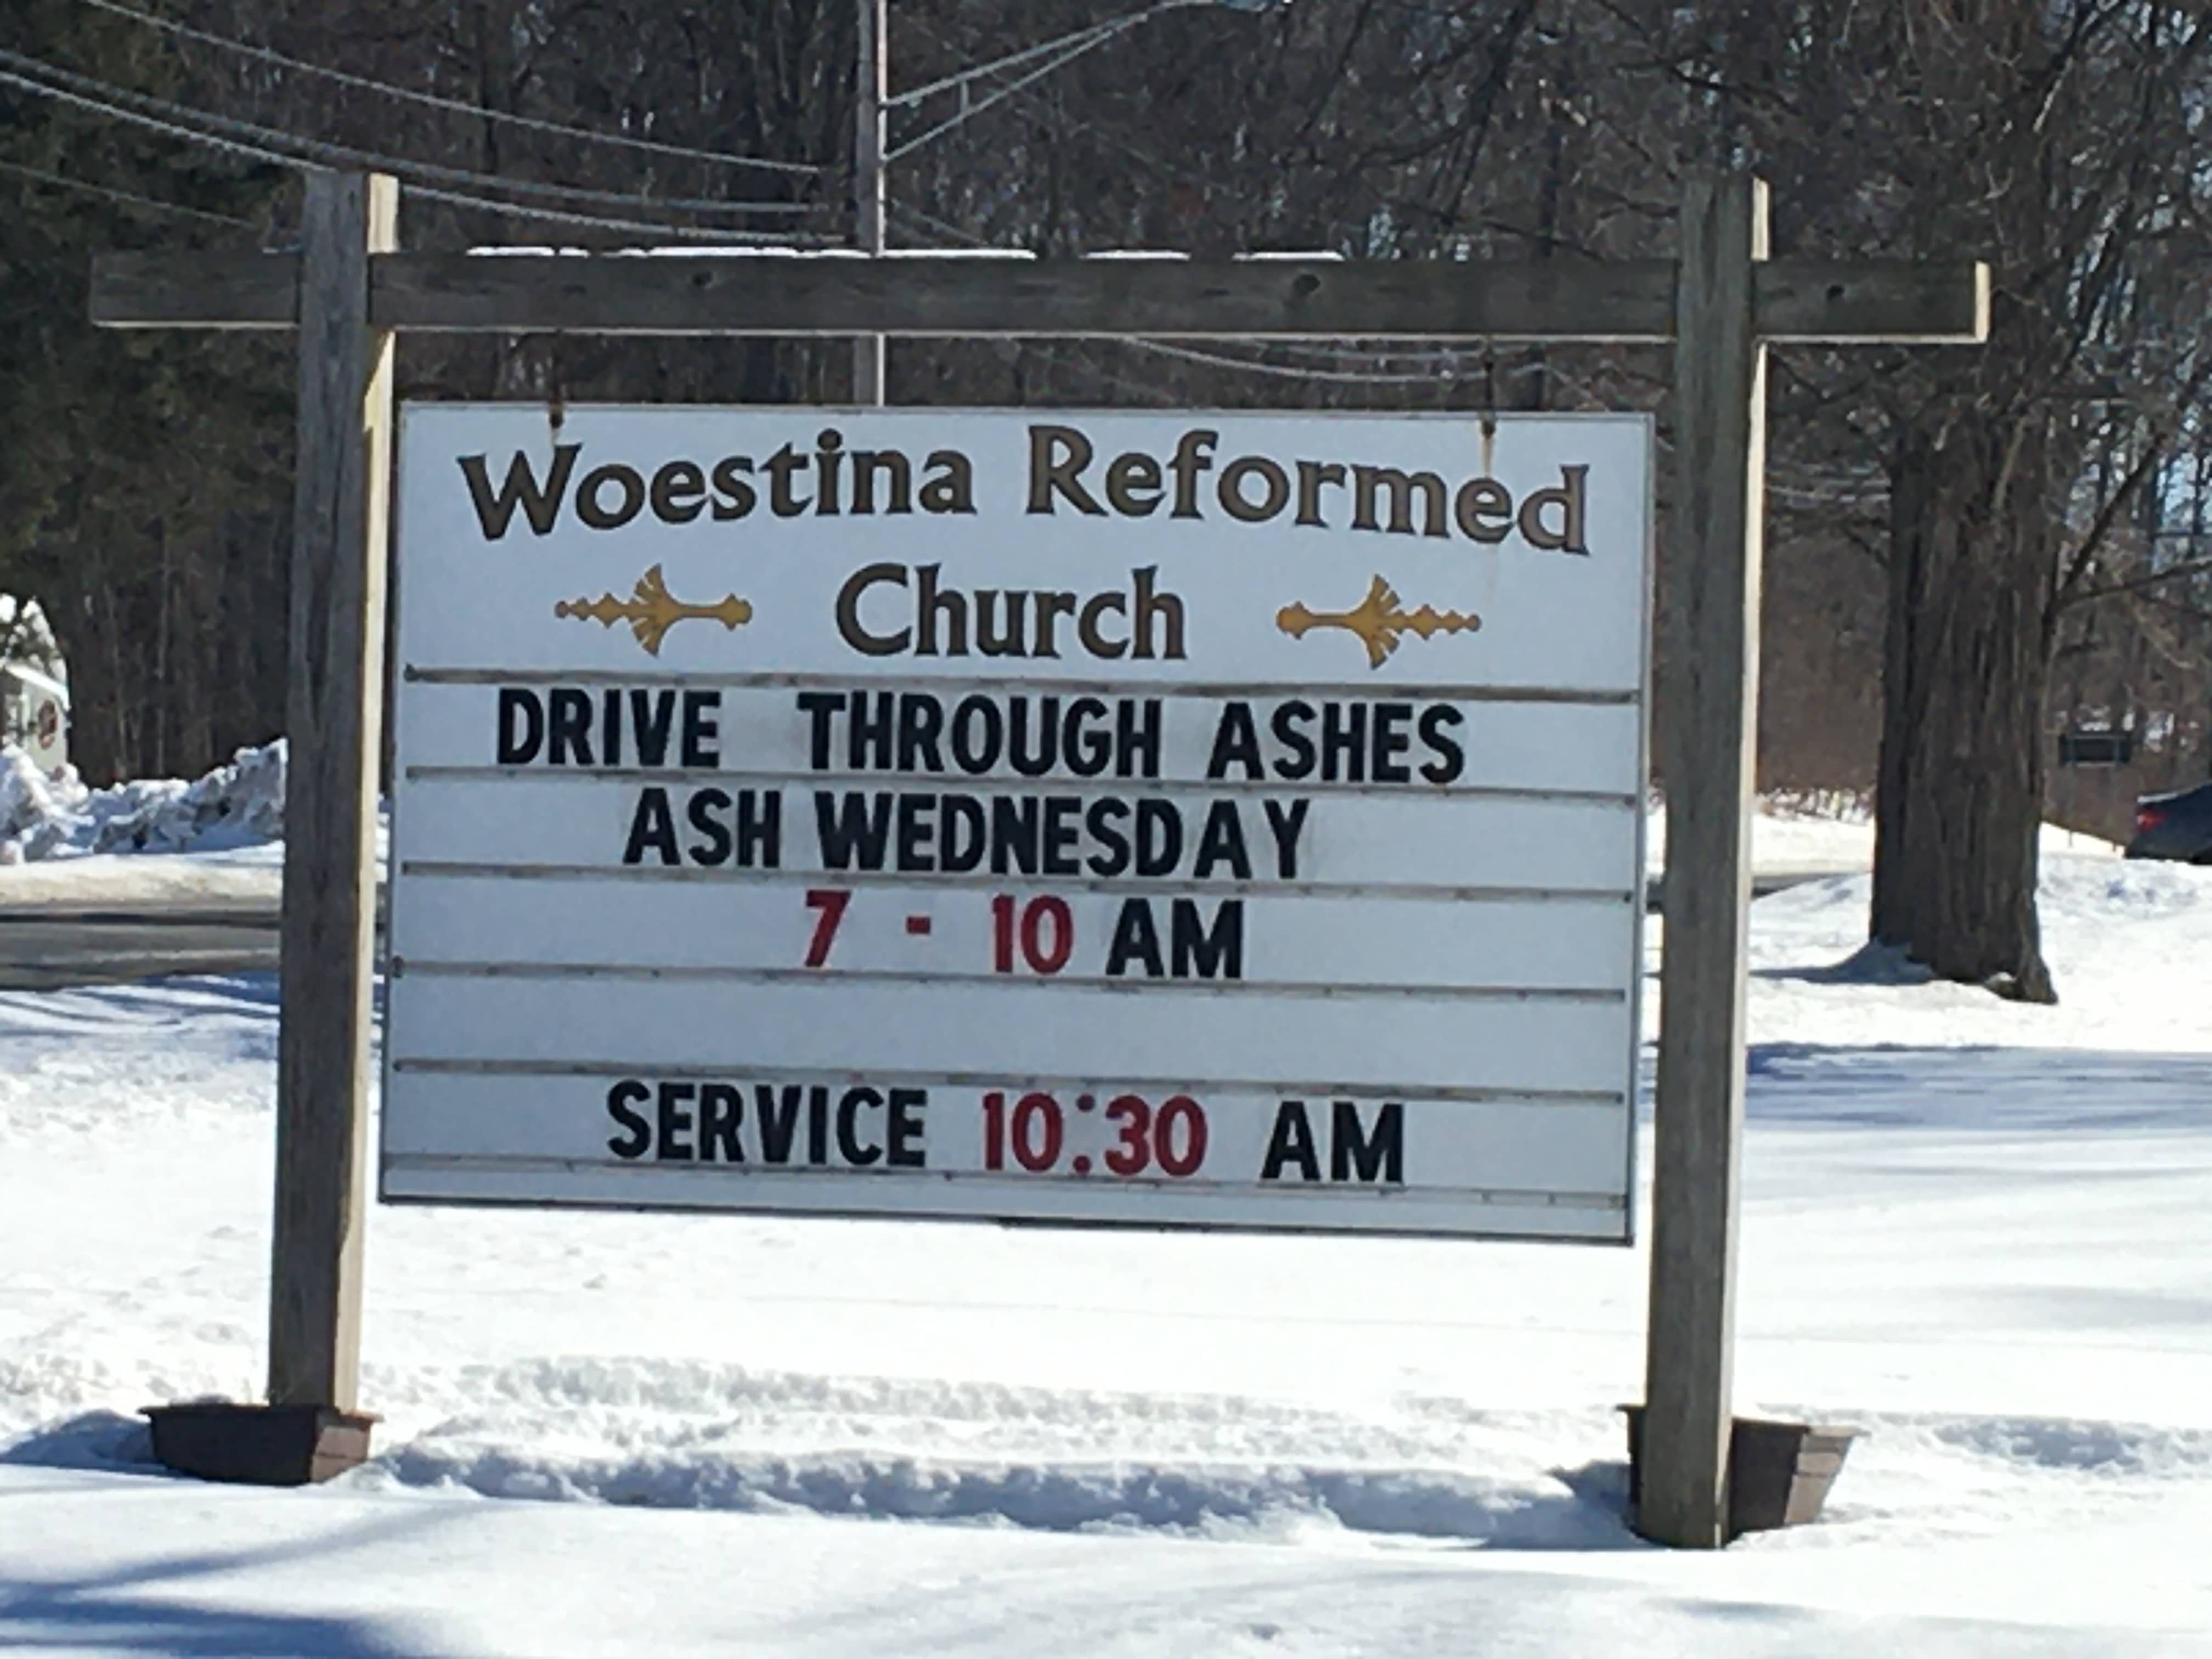 Woestina Reformed
Church
DRIVE THROUGH ASHES
ASH WEDNESDAY
7 - 10 AM
SERVICE 10:30 AM